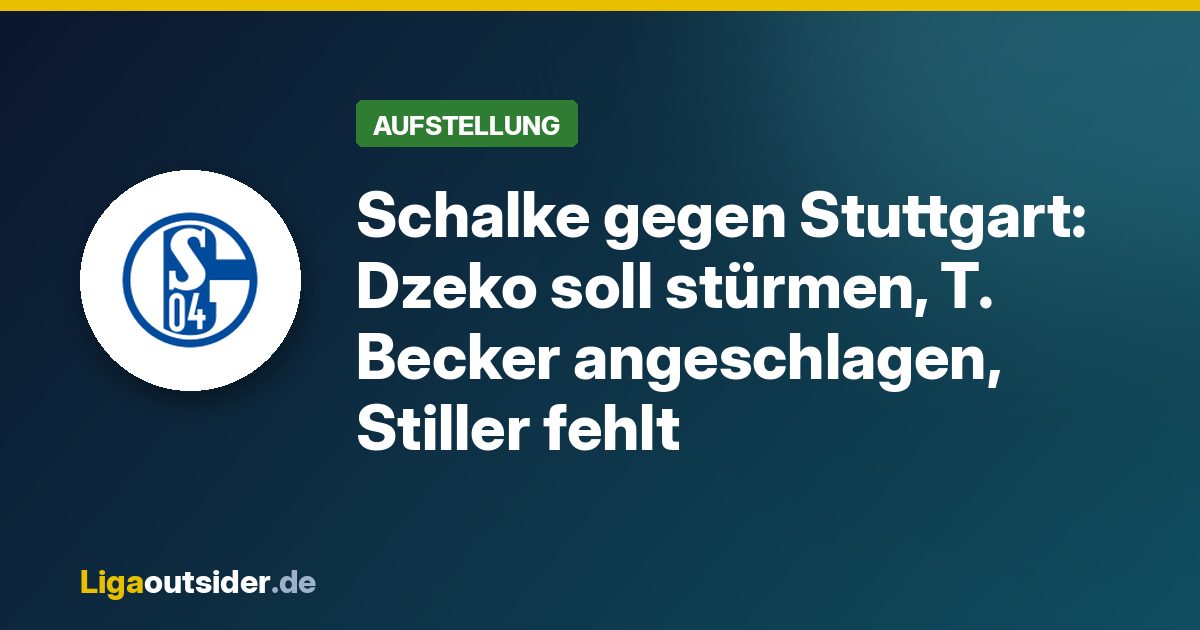 AUFSTELLUNG
S
04
Schalke gegen Stuttgart:
Dzeko soll stürmen, T.
Becker angeschlagen,
Stiller fehlt
Ligaoutsider.de